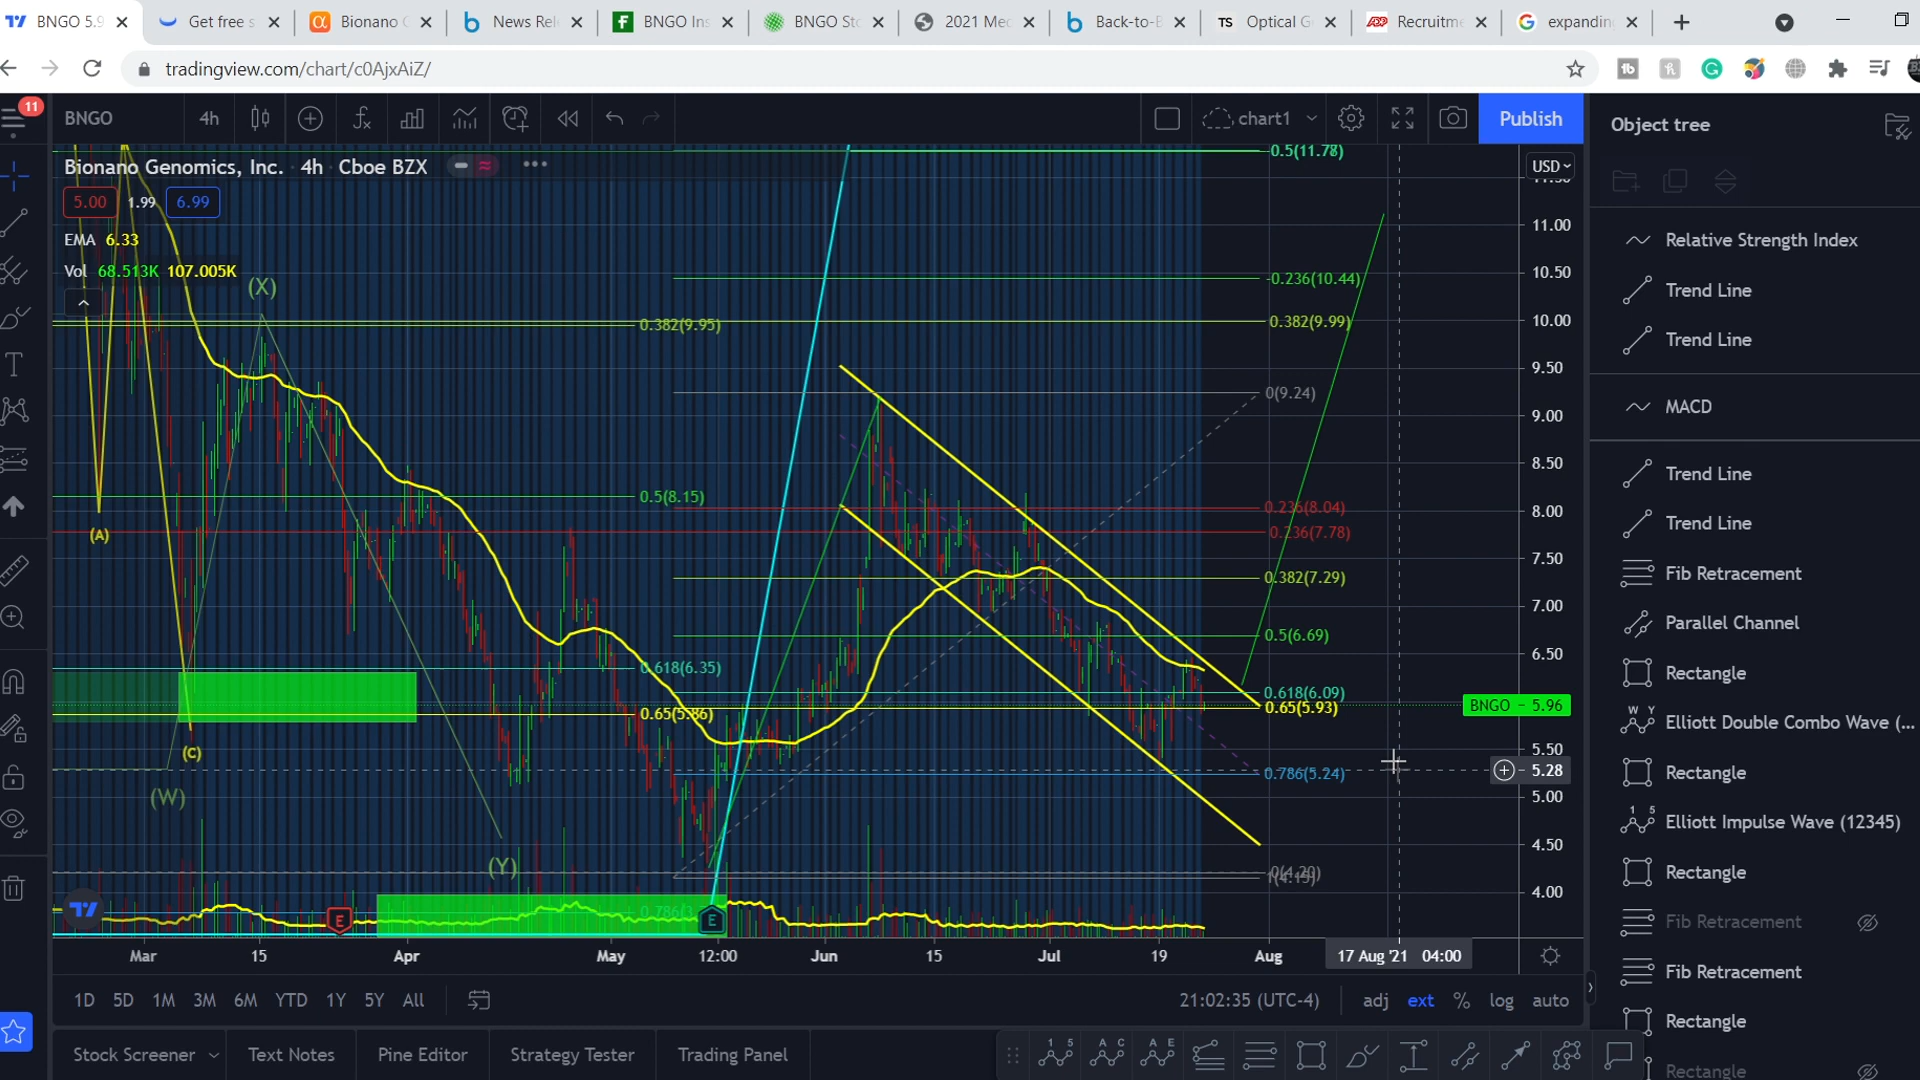 BNGO 5.9
Get free s
Bionano G
News Rel
BNGO Ins
BNGO Sto
2021 Med
Back-to-B
TS Optical G
ADP Recruitme
expanding
tradingview.com/chart/c0AjxAiZ/
11
BNGO
4h
chart1
Publish
Object tree
Bionano Genomics, Inc. 4h Cboe BZX
USD
5.00 1.99 6.99
EMA 6.33
Vol 68.513K 107.005K
(X)
(A)
(C)
(W)
(Y)
0.382(9.95)
0.5(8.15)
0.618(6.35)
0.65(5.86)
0.5(11.78)
-0.236(10.44)
0.382(9.99)
0(9.24)
0.236(8.04)
0.236(7.78)
0.382(7.29)
0.5(6.69)
0.618(6.09)
0.65(5.93)
0.786(5.24)
11.00
10.50
10.00
9.50
9.00
8.50
8.00
7.50
7.00
6.50
BNGO 5.96
5.50
5.28
5.00
4.50
4.00
E
E
Mar 15 Apr May 12:00 Jun 15 Jul 19 Aug 17 Aug '21 04:00
1D 5D 1M 3M 6M YTD 1Y 5Y All
21:02:35 (UTC-4)
adj ext % log auto
Stock Screener
Text Notes
Pine Editor
Strategy Tester
Trading Panel
Relative Strength Index
Trend Line
Trend Line
MACD
Trend Line
Trend Line
Fib Retracement
Parallel Channel
Rectangle
Elliott Double Combo Wave (...
Rectangle
Elliott Impulse Wave (12345)
Rectangle
Fib Retracement
Fib Retracement
Rectangle
Rectangle